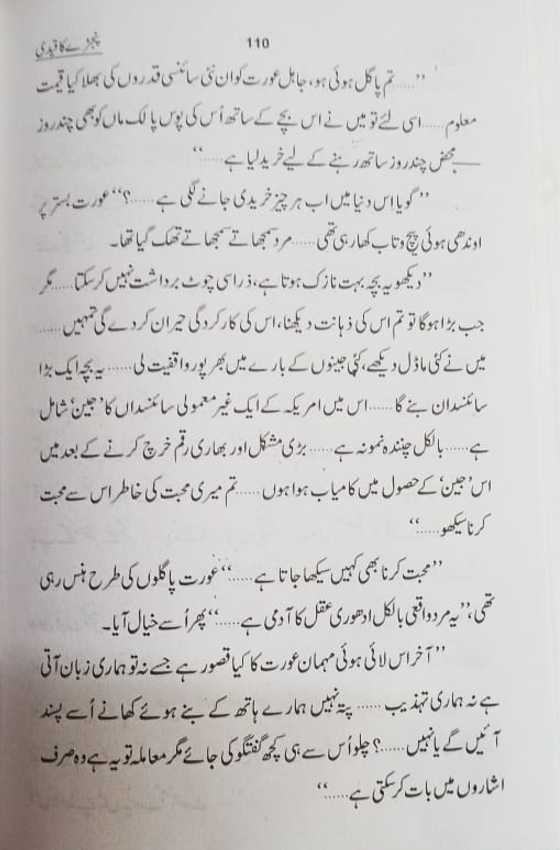 110
پنجرے کا قیدی
”.....تم پاگل ہوئی ہو، جاہل عورت کو ان نئی سائنسی قدروں کی بھلا کیا قیمت
معلوم.....اسی لئے تو میں نے اس بچے کے ساتھ اُس کی پوس پالک ماں کو بھی چند روز
——محض چند روز ساتھ رہنے کے لیے خرید لیا ہے.....“
”گویا اِس دنیا میں اب ہر چیز خریدی جانے لگی ہے.....؟“ عورت بستر پر
اوندھی ہوئی پیچ و تاب کھا رہی تھی.....مرد سمجھاتے سمجھاتے تھک گیا تھا۔
”دیکھو یہ بچہ بہت نازک ہوتا ہے، ذرا سی چوٹ برداشت نہیں کر سکتا.....مگر
جب بڑا ہوگا تو تم اس کی ذہانت دیکھنا، اس کی کارکردگی حیران کر دے گی تمہیں.....
میں نے کئی ماڈل دیکھے، کئی جینوں کے بارے میں بھرپور واقفیت لی.....یہ بچہ ایک بڑا
سائنسدان بنے گا.....اس میں امریکہ کے ایک غیر معمولی سائنسداں کا ’جین‘ شامل
ہے.....بالکل چنندہ نمونہ ہے.....بڑی مشکل اور بھاری رقم خرچ کرنے کے بعد میں
اس ’جین‘ کے حصول میں کامیاب ہوا ہوں.....تم میری محبت کی خاطر اس سے محبت
کرنا سیکھو.....“
”محبت کرنا بھی کہیں سیکھا جاتا ہے.....“ عورت پاگلوں کی طرح ہنس رہی
تھی، ”یہ مرد واقعی بالکل ادھوری عقل کا آدمی ہے.....“ پھر اُسے خیال آیا۔
”آخر اس لائی ہوئی مہمان عورت کا کیا قصور ہے جسے نہ تو ہماری زبان آتی
ہے نہ ہماری تہذیب.....پتہ نہیں ہمارے ہاتھ کے بنے ہوئے کھانے اُسے پسند
آئیں گے یا نہیں.....؟ چلو اُس سے ہی کچھ گفتگو کی جائے مگر معاملہ تو یہ ہے وہ صرف
اشاروں میں بات کر سکتی ہے.....“